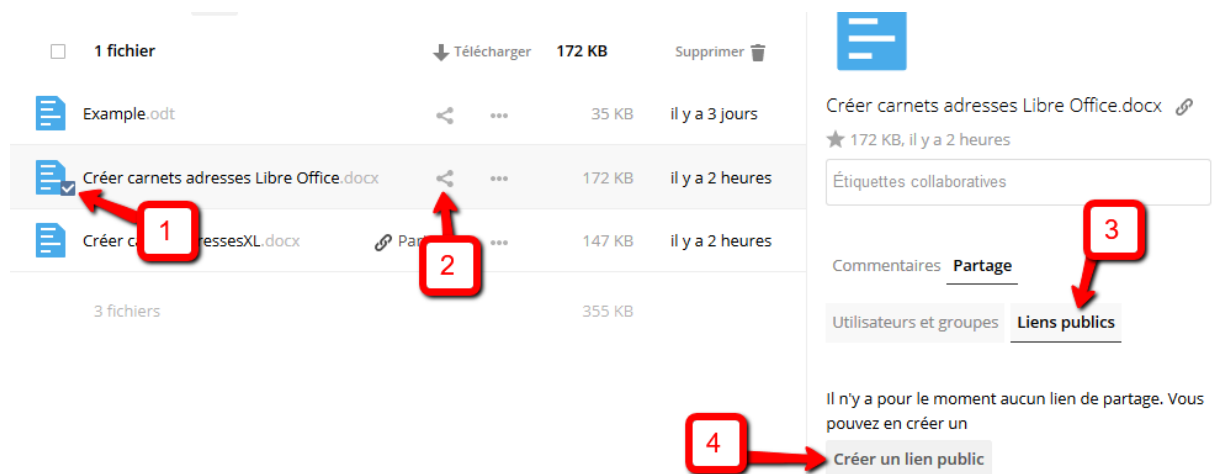 1 fichier Télécharger 172 KB Supprimer
Example.odt 35 KB il y a 3 jours
Créer carnets adresses Libre Office.docx 172 KB il y a 2 heures
1
Créer ressesXL.docx 147 KB il y a 2 heures
2
3 fichiers 355 KB
Créer carnets adresses Libre Office.docx
172 KB, il y a 2 heures
Étiquettes collaboratives
3
Commentaires Partage
Utilisateurs et groupes Liens publics
Il n'y a pour le moment aucun lien de partage. Vous
pouvez en créer un
4
Créer un lien public